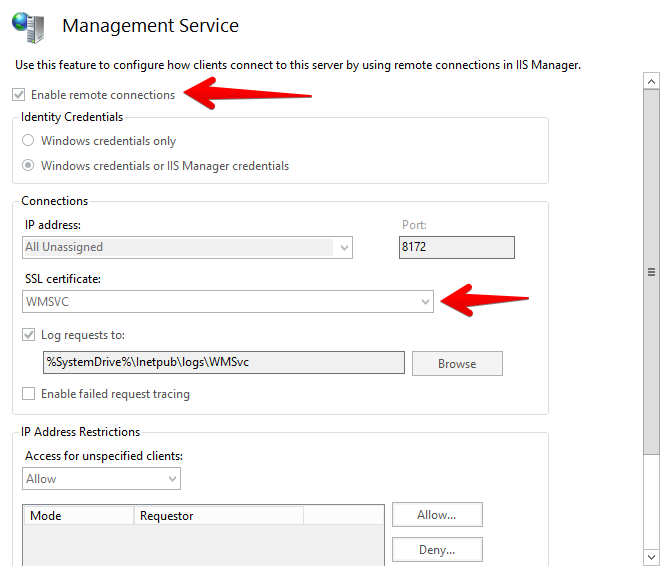 Management Service
Use this feature to configure how clients connect to this server by using remote connections in IIS Manager.
Enable remote connections
Identity Credentials
Windows credentials only
Windows credentials or IIS Manager credentials
Connections
IP address:
Port:
All Unassigned
8172
SSL certificate:
WMSVC
Log requests to:
%SystemDrive%\Inetpub\logs\WMSvc
Browse
Enable failed request tracing
IP Address Restrictions
Access for unspecified clients:
Allow
Mode
Requestor
Allow...
Deny...